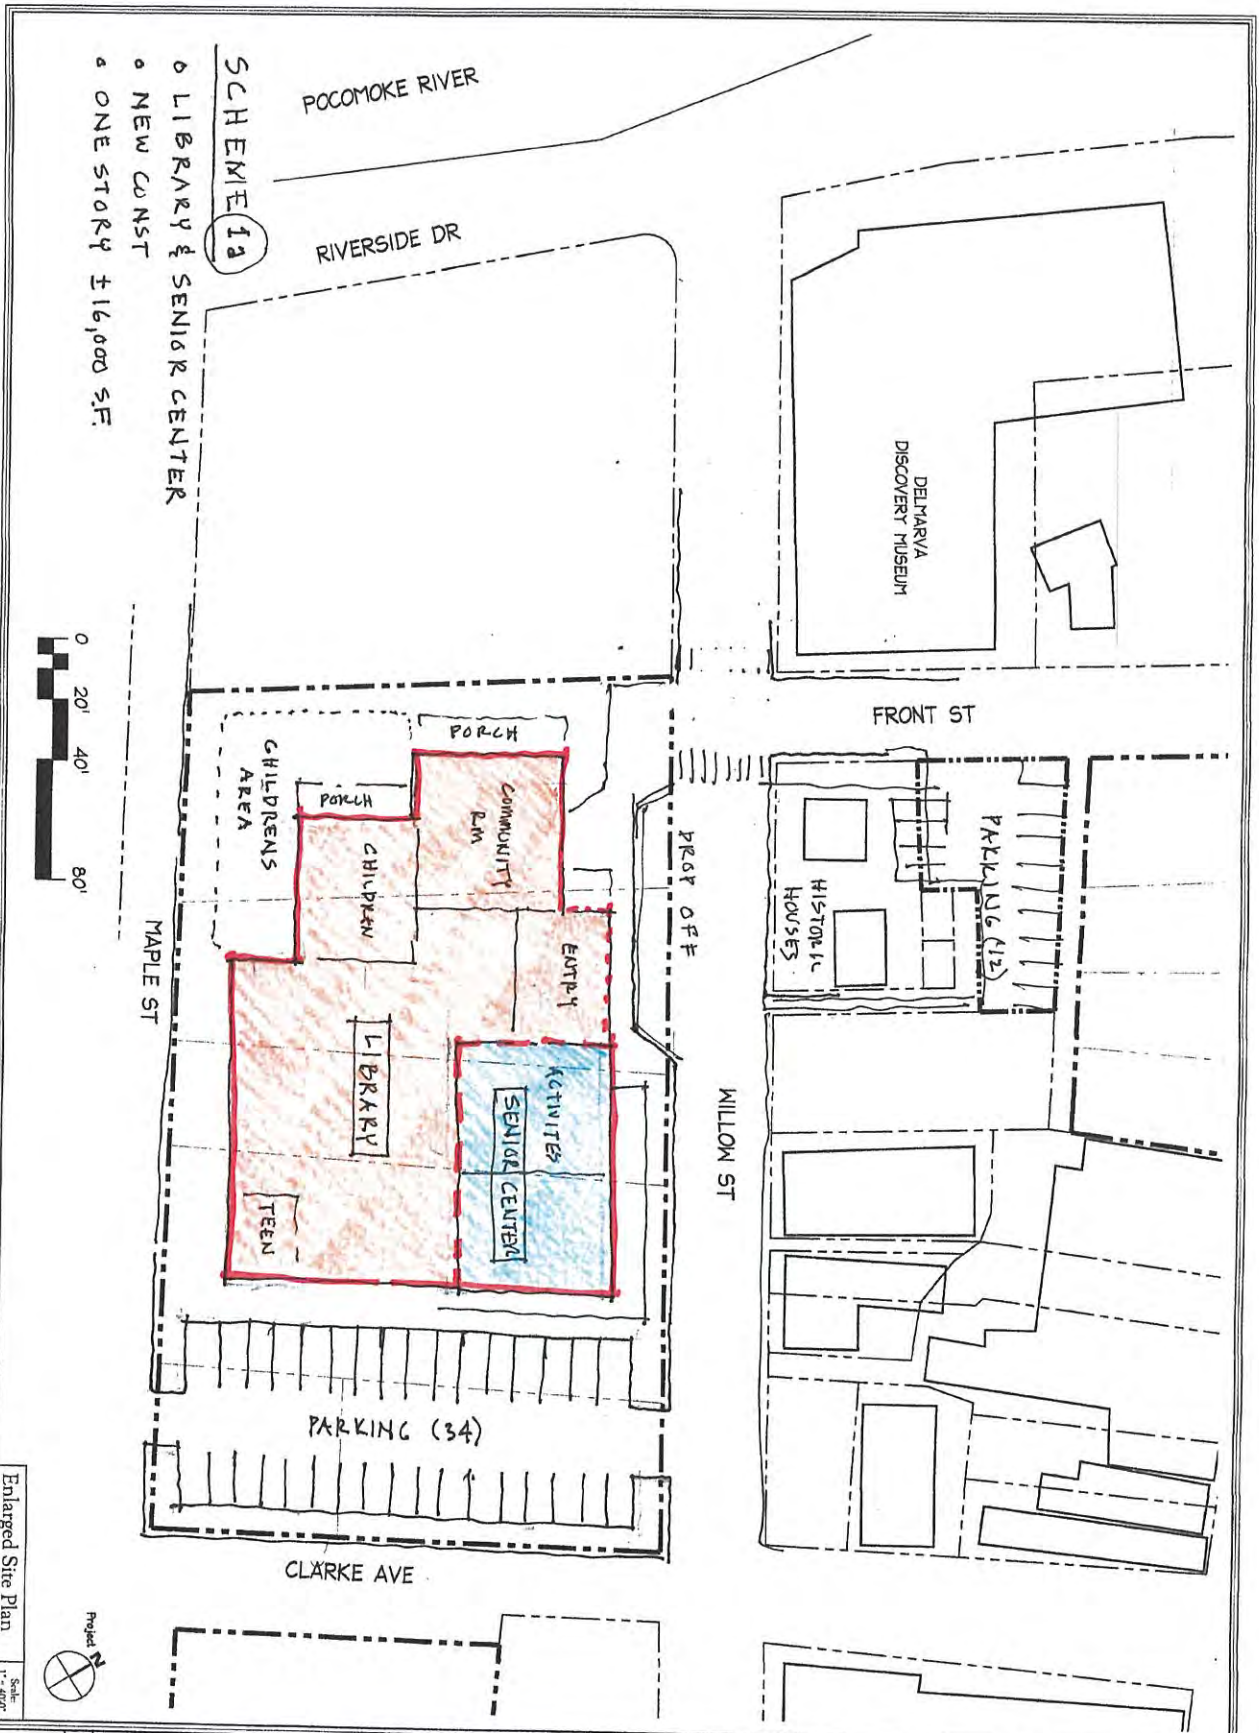 SCHEME 1a
o LIBRARY & SENIOR CENTER
o NEW CONST
o ONE STORY ±16,000 S.F.
POCOMOKE RIVER
RIVERSIDE DR
DELMARVA
DISCOVERY MUSEUM
FRONT ST
PARKING (12)
HISTORIC
HOUSES
DROP OFF
WILLOW ST
PORCH
COMMUNITY
RM
PORCH
CHILDRENS
AREA
CHILDREN
ENTRY
LIBRARY
ACTIVITES
SENIOR CENTER
TEEN
MAPLE ST
0 20' 40' 80'
PARKING (34)
CLARKE AVE
Project N
Enlarged Site Plan
Scale: